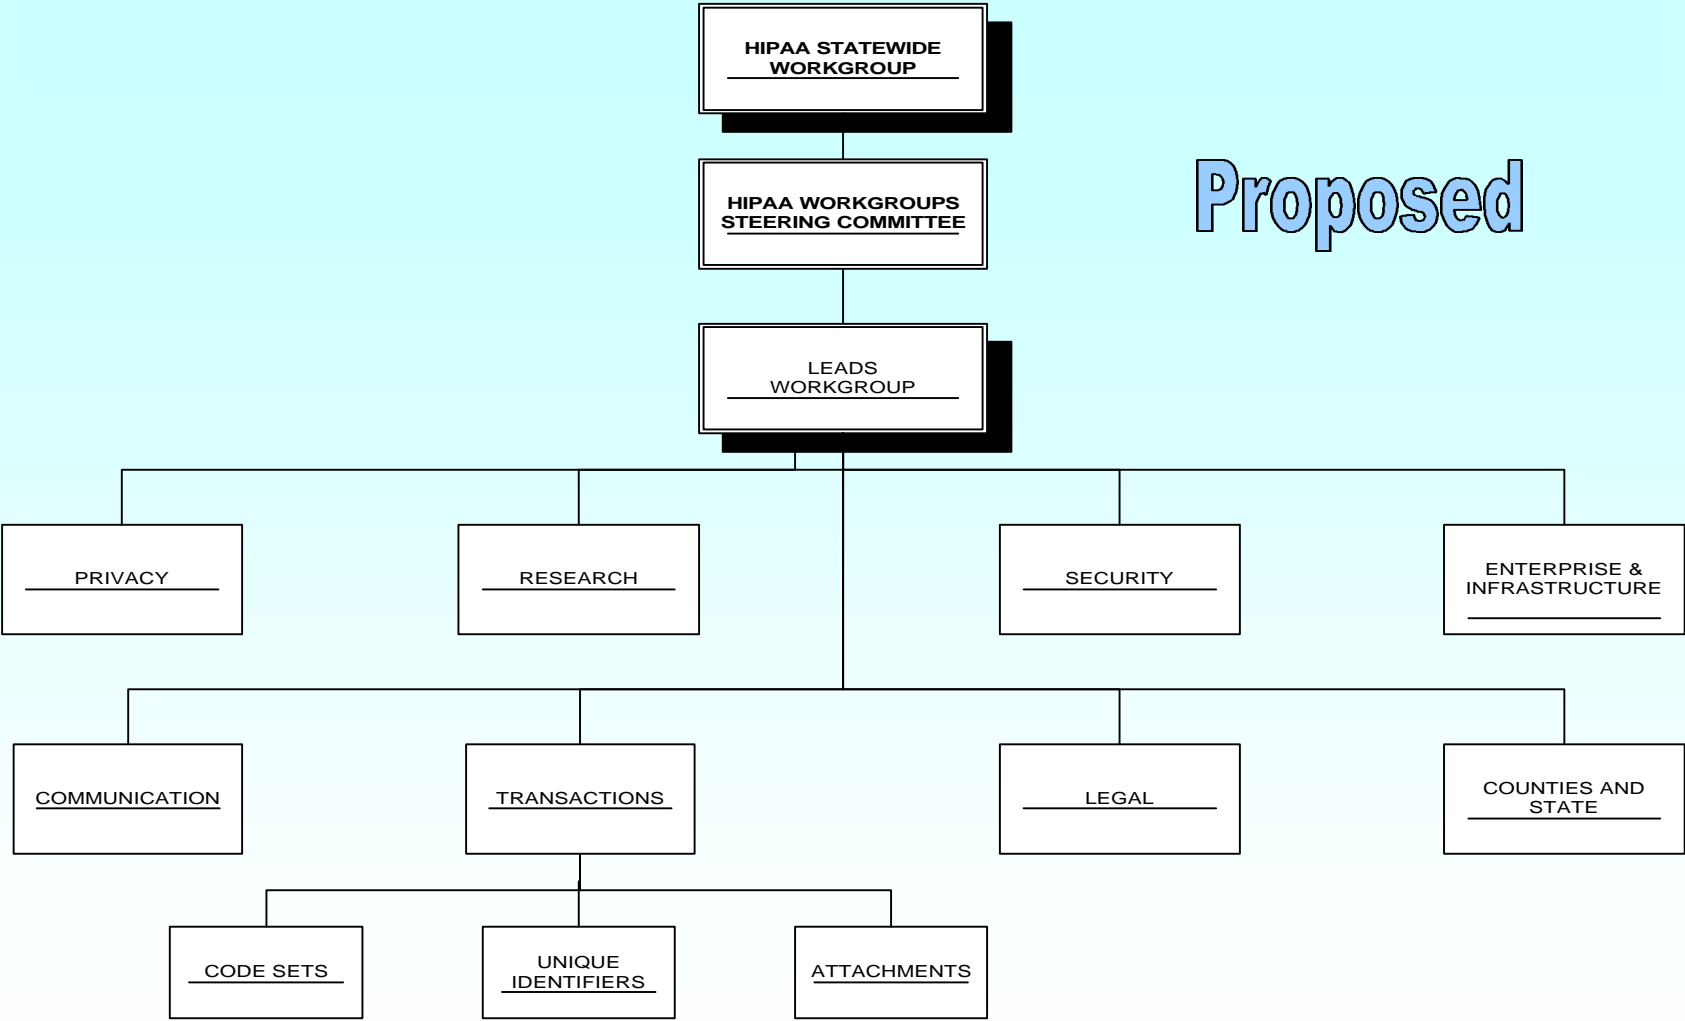 HIPAA STATEWIDE
WORKGROUP
HIPAA WORKGROUPS
STEERING COMMITTEE
Proposed
LEADS
WORKGROUP
PRIVACY
RESEARCH
SECURITY
ENTERPRISE &
INFRASTRUCTURE
COMMUNICATION
TRANSACTIONS
LEGAL
COUNTIES AND
STATE
CODE SETS
UNIQUE
IDENTIFIERS
ATTACHMENTS